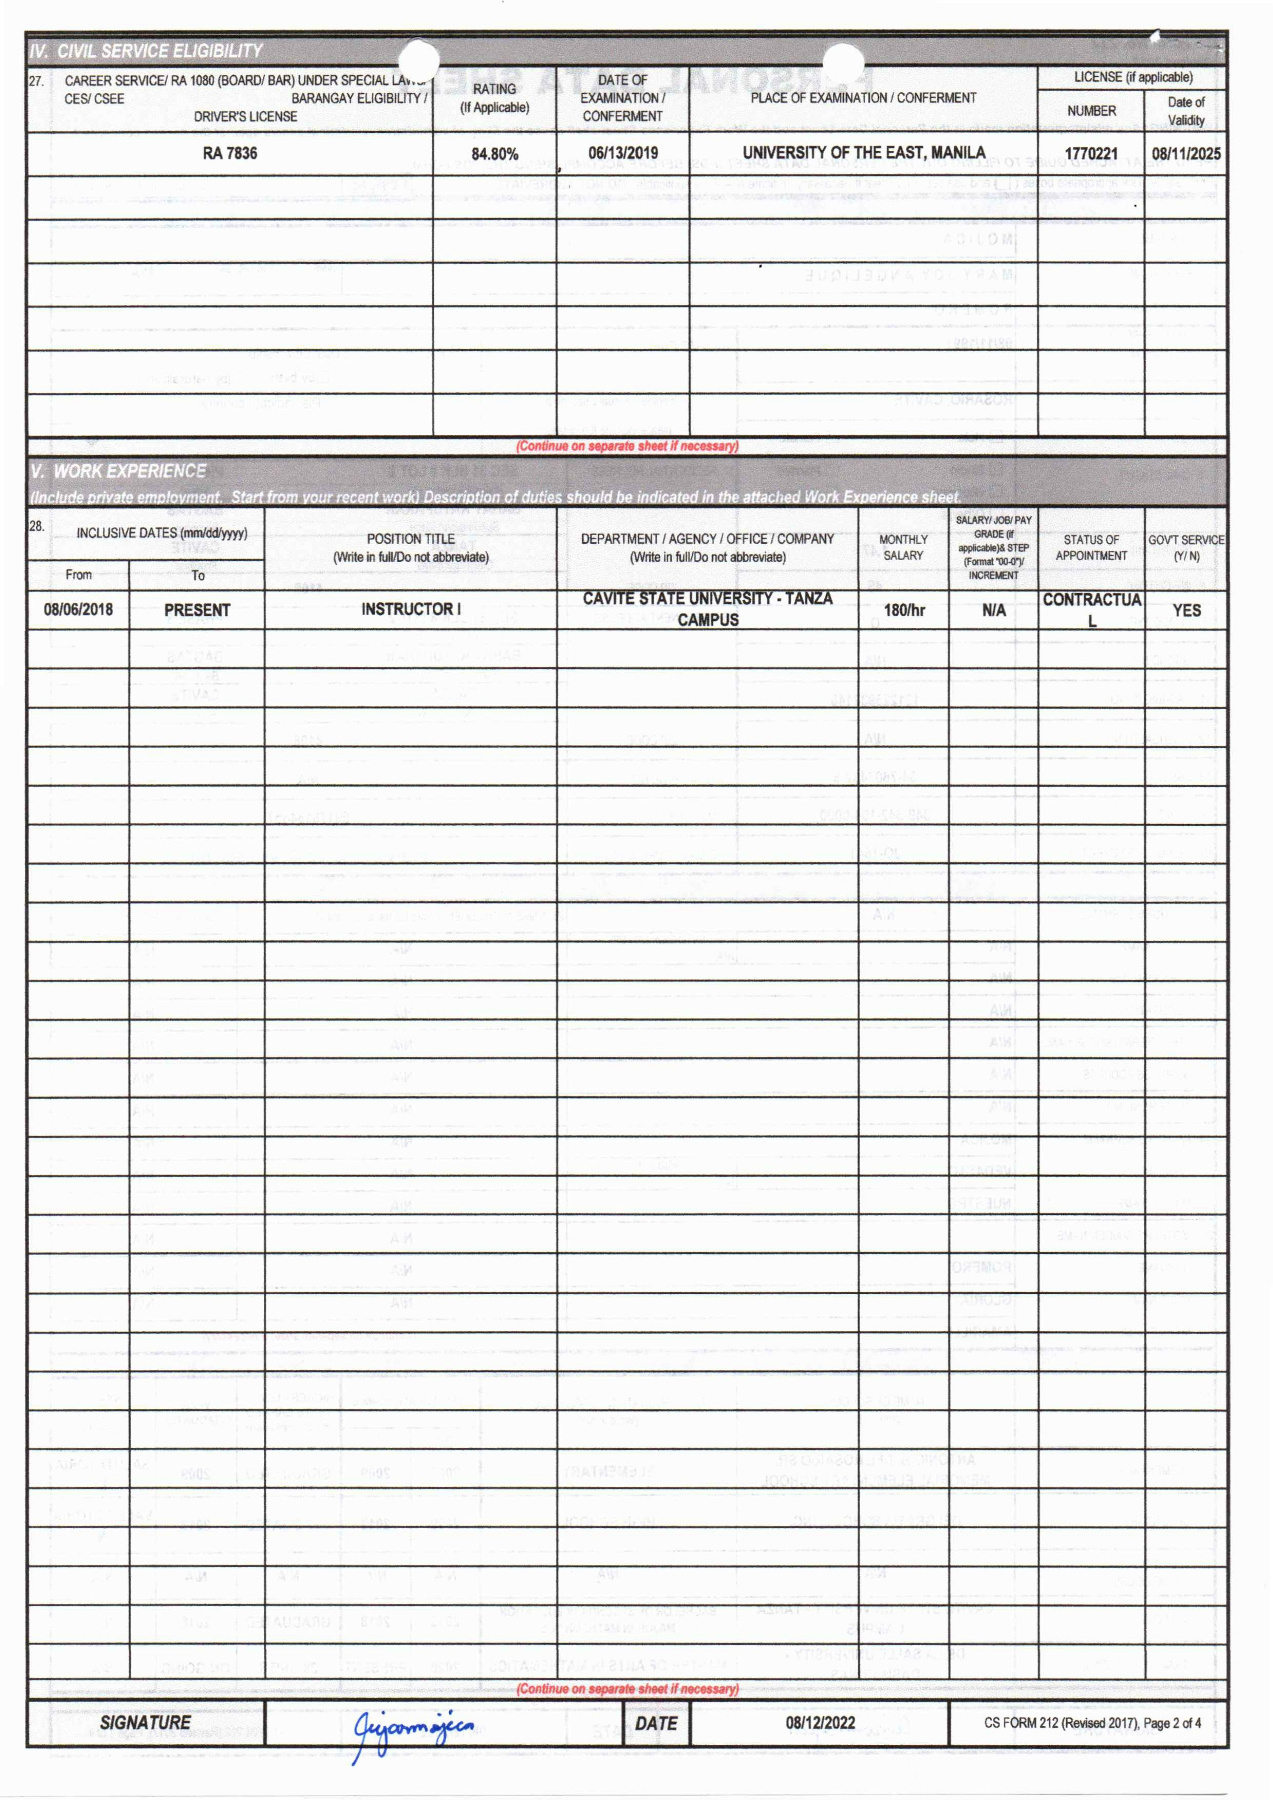 IV. CIVIL SERVICE ELIGIBILITY
27. CAREER SERVICE/ RA 1080 (BOARD/ BAR) UNDER SPECIAL
CES/ CSEE BARANGAY ELIGIBILITY /
DRIVER'S LICENSE
RATING
(If Applicable)
DATE OF
EXAMINATION /
CONFERMENT
PLACE OF EXAMINATION / CONFERMENT
LICENSE (if applicable)
NUMBER
Date of
Validity
RA 7836 84.80% 06/13/2019 UNIVERSITY OF THE EAST, MANILA 1770221 08/11/2025
(Continue on separate sheet if necessary)
V. WORK EXPERIENCE
(Include private employment. Start from your recent work) Description of duties should be indicated in the attached Work Experience sheet.
28. INCLUSIVE DATES (mm/dd/yyyy)
From To
POSITION TITLE
(Write in full/Do not abbreviate)
DEPARTMENT / AGENCY / OFFICE / COMPANY
(Write in full/Do not abbreviate)
MONTHLY
SALARY
SALARY/ JOB/ PAY
GRADE (if
applicable)& STEP
(Format "00-0")/
INCREMENT
STATUS OF
APPOINTMENT
GOV'T SERVICE
(Y/ N)
08/06/2018 PRESENT INSTRUCTOR I
CAVITE STATE UNIVERSITY - TANZA
CAMPUS
180/hr N/A
CONTRACTUA
L
YES
(Continue on separate sheet if necessary)
SIGNATURE DATE 08/12/2022 CS FORM 212 (Revised 2017), Page 2 of 4